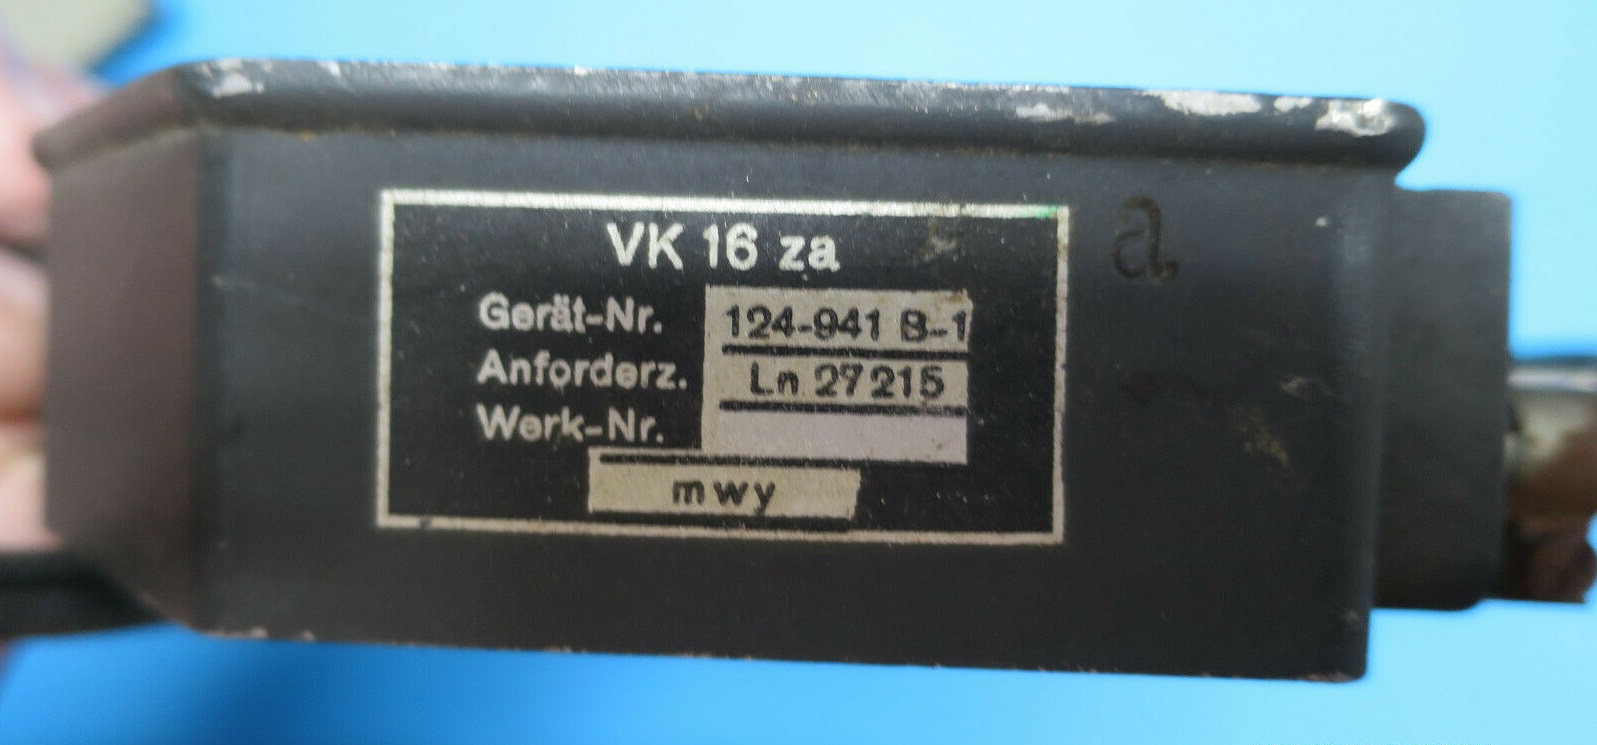 VK 16 za
a
Gerät-Nr. 124-941 B-1
Anforderz. Ln 27215
Werk-Nr.
mwy